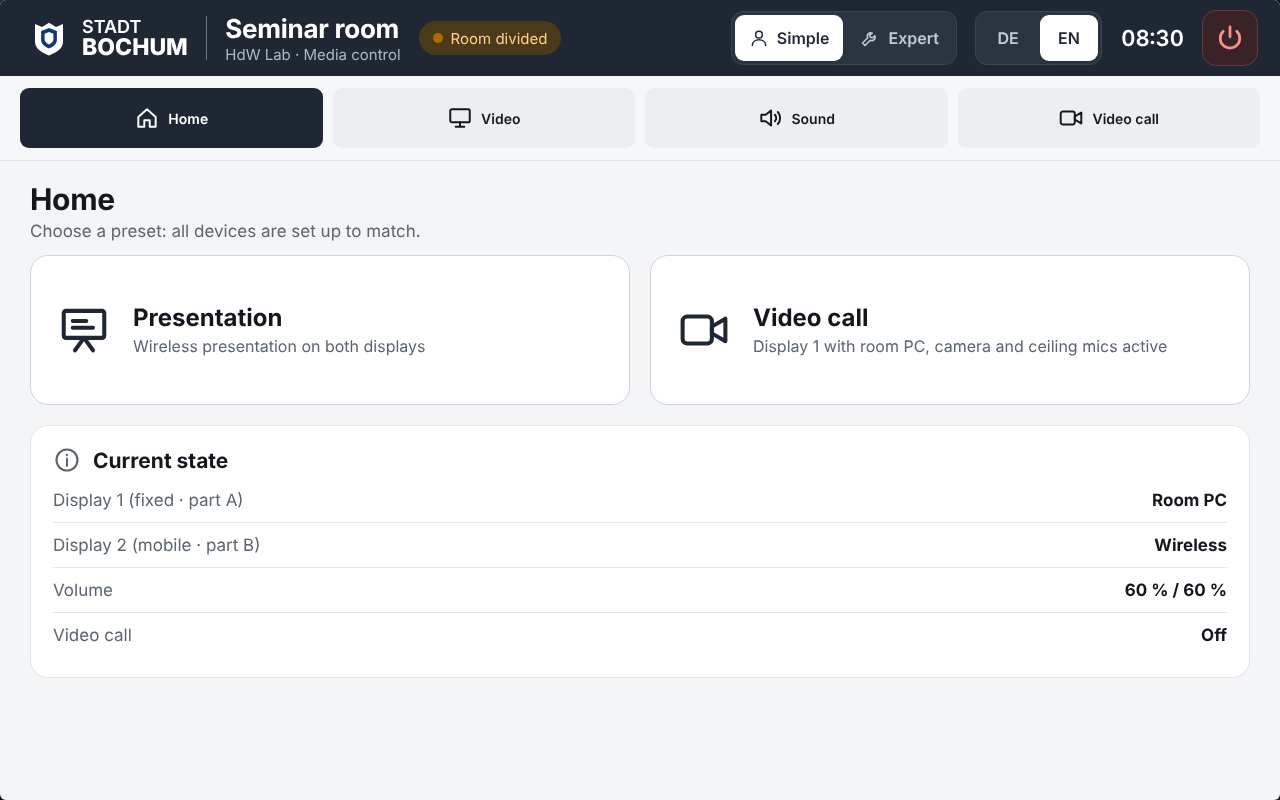 STADT
BOCHUM
Seminar room
HdW Lab · Media control
Room divided
Simple
Expert
DE
EN
08:30
Home
Video
Sound
Video call
Home
Choose a preset: all devices are set up to match.
Presentation
Wireless presentation on both displays
Video call
Display 1 with room PC, camera and ceiling mics active
Current state
Display 1 (fixed · part A) Room PC
Display 2 (mobile · part B) Wireless
Volume 60 % / 60 %
Video call Off